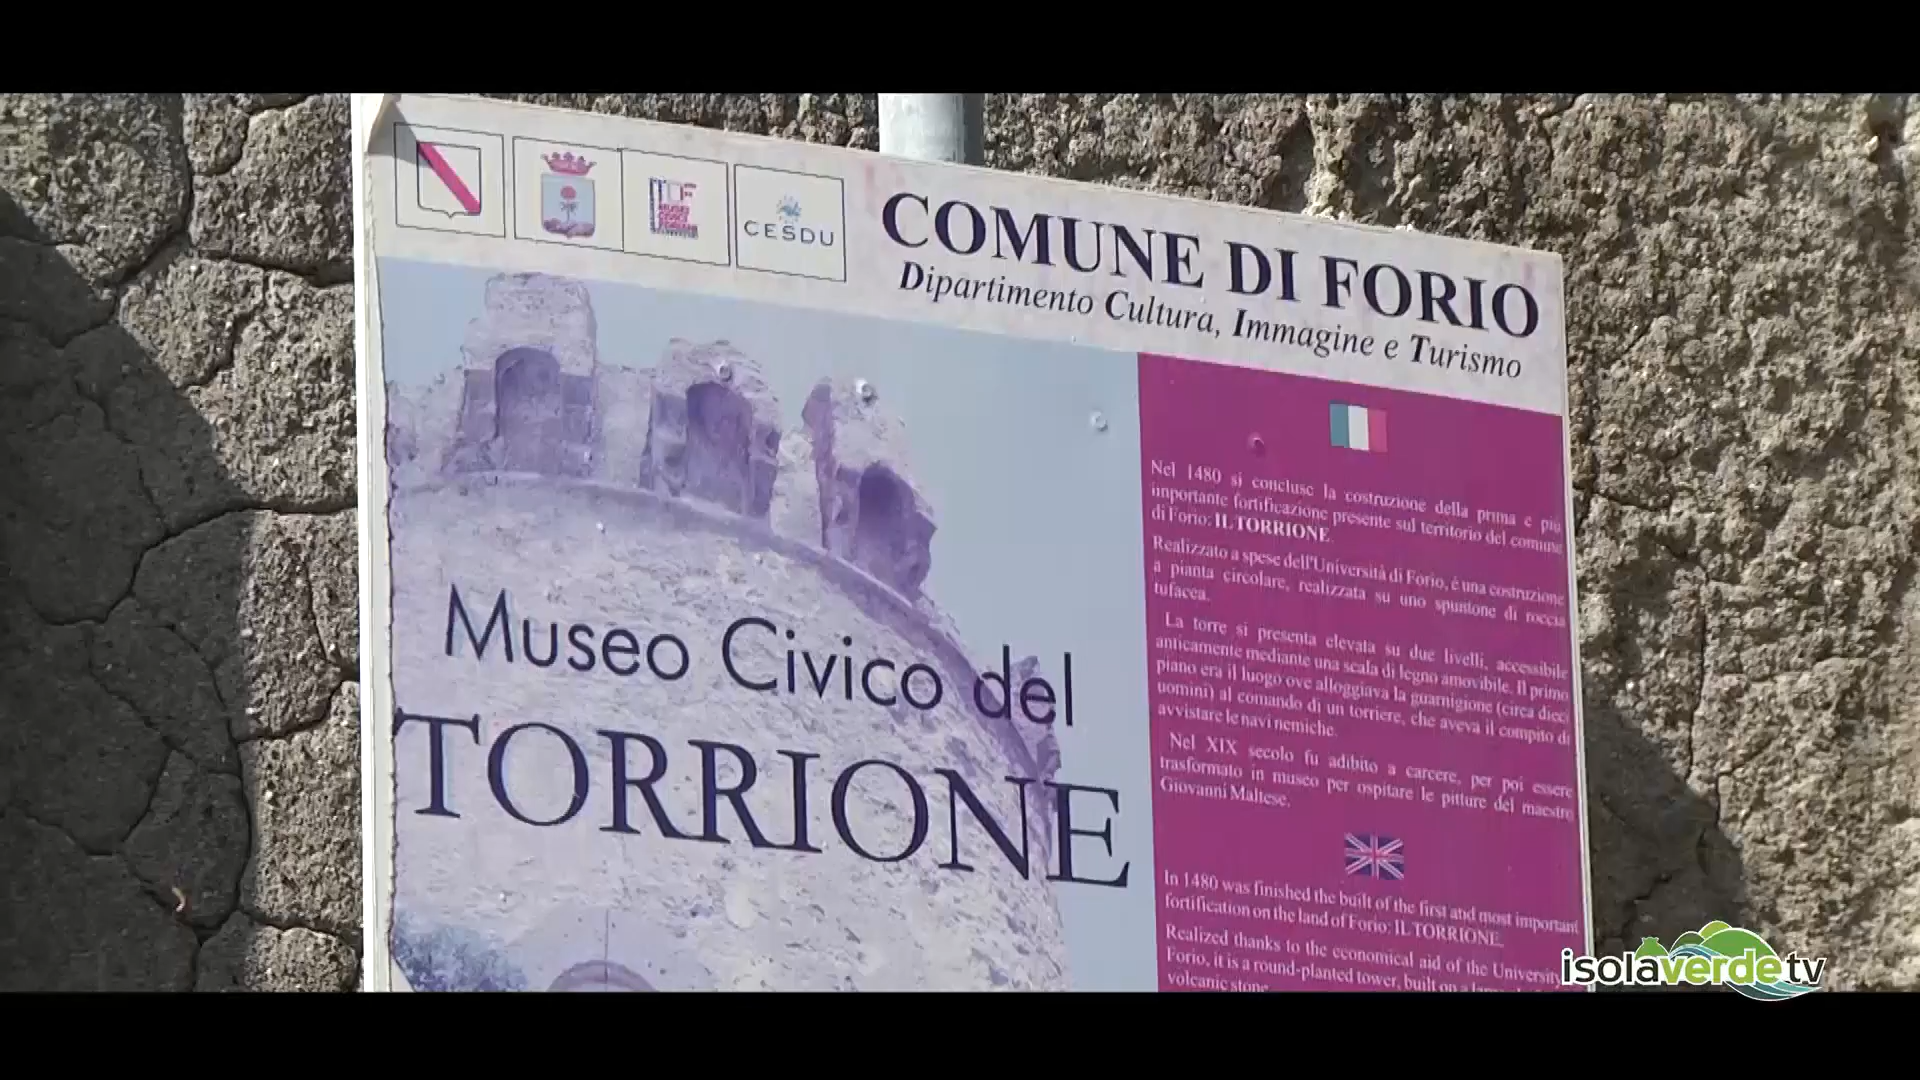 CESDU
COMUNE DI FORIO
Dipartimento Cultura, Immagine e Turismo
Museo Civico del
TORRIONE
Nel 1480 si concluse la costruzione della prima e più
importante fortificazione presente sul territorio del comune
di Forio: IL TORRIONE.
Realizzato a spese dell'Università di Forio, è una costruzione
a pianta circolare, realizzata su uno spuntone di roccia
tufacea.
La torre si presenta elevata su due livelli, accessibile
anticamente mediante una scala di legno amovibile. Il primo
piano era il luogo ove alloggiava la guarnigione (circa dieci
uomini) al comando di un torriere, che aveva il compito di
avvistare le navi nemiche.
Nel XIX secolo fu adibito a carcere, per poi essere
trasformato in museo per ospitare le pitture del maestro
Giovanni Maltese.
In 1480 was finished the built of the first and most important
fortification on the land of Forio: IL TORRIONE.
Realized thanks to the economical aid of the University
Forio, it is a round-planted tower, built on a
volcanic stone
isolaverdetv